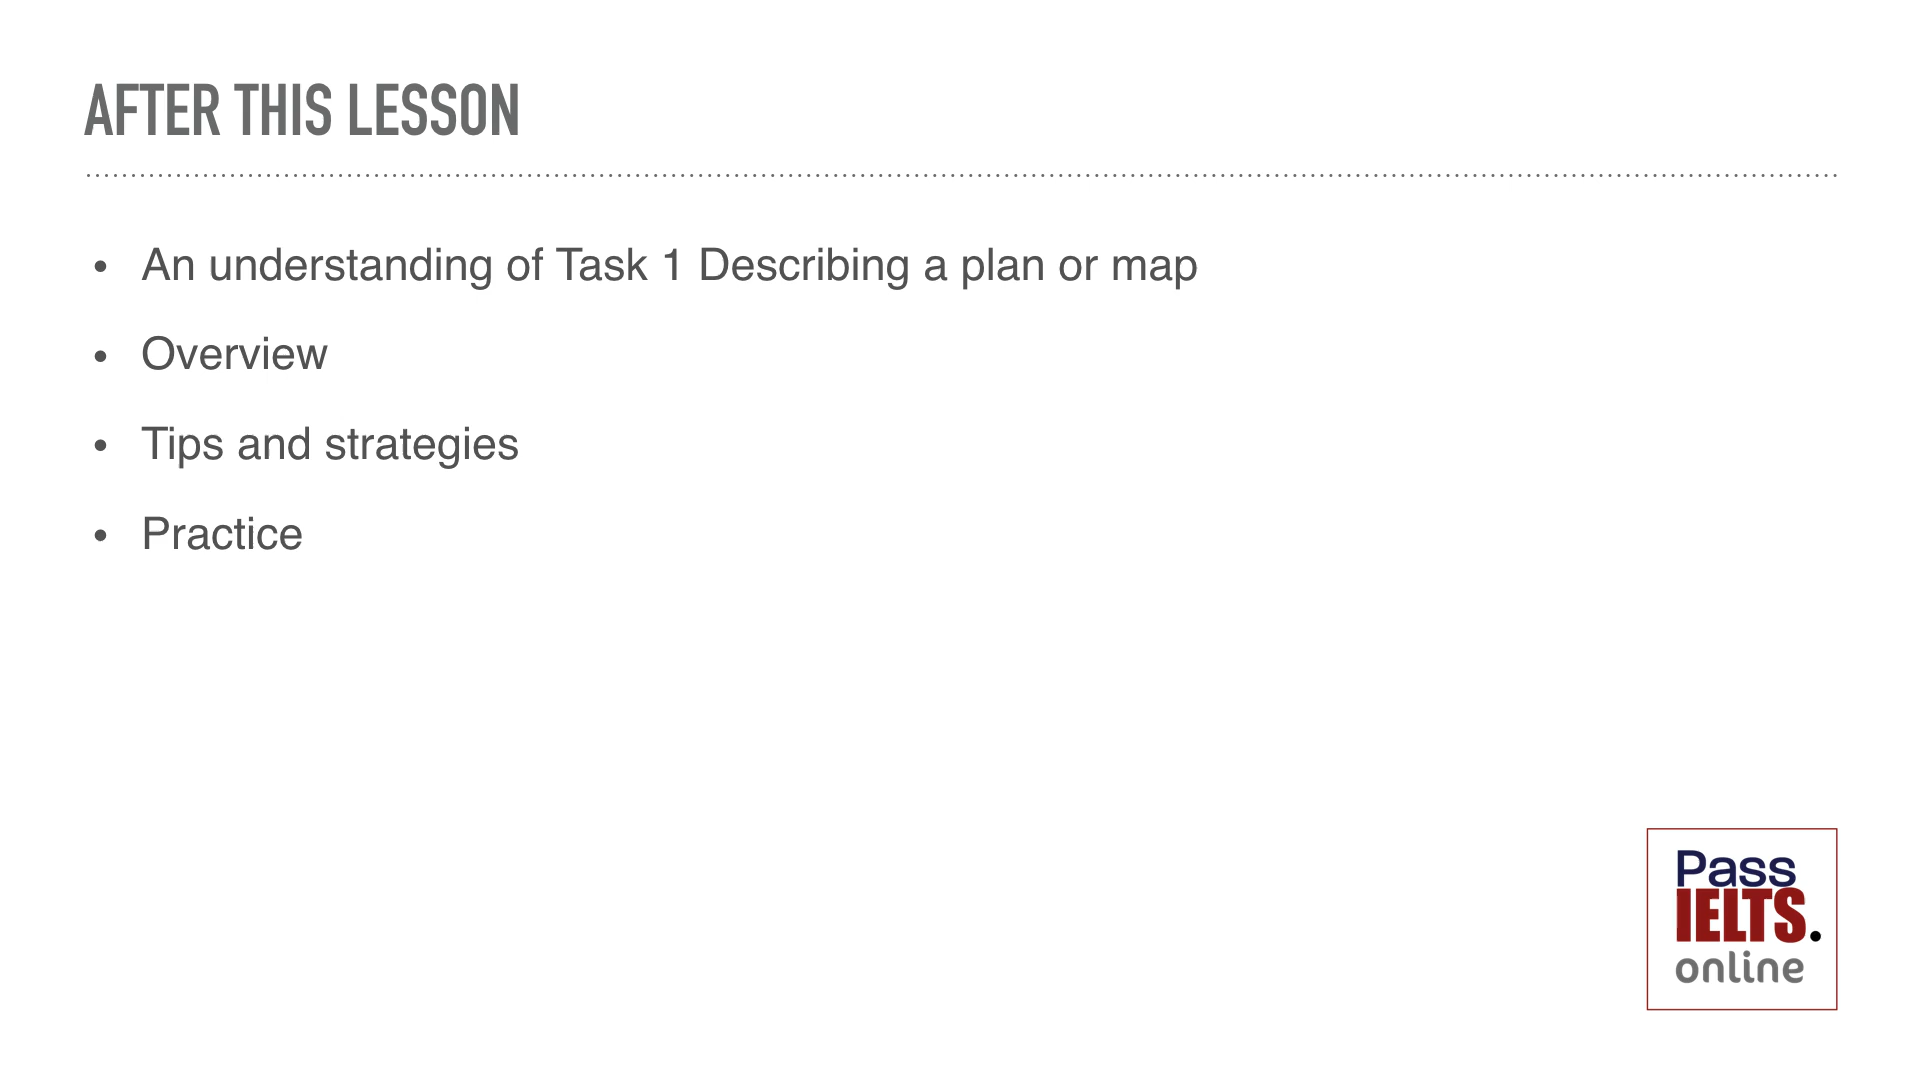 AFTER THIS LESSON
• An understanding of Task 1 Describing a plan or map
• Overview
• Tips and strategies
• Practice
Pass
IELTS.
online